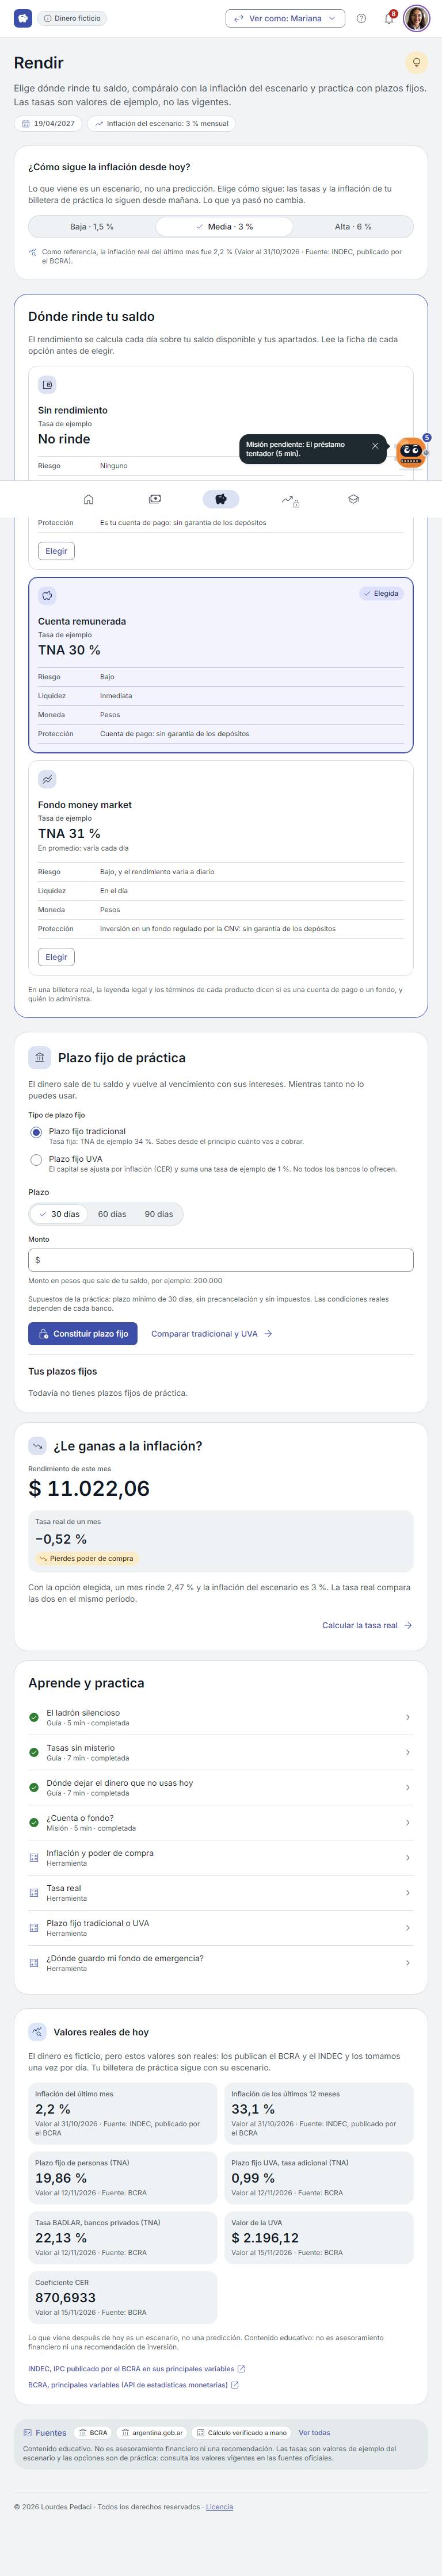 Dinero ficticio
Ver como: Mariana
8
Rendir
Elige dónde rinde tu saldo, compáralo con la inflación del escenario y practica con plazos fijos.
Las tasas son valores de ejemplo, no las vigentes.
19/04/2027
Inflación del escenario: 3 % mensual
¿Cómo sigue la inflación desde hoy?
Lo que viene es un escenario, no una predicción. Elige cómo sigue: las tasas y la inflación de tu
billetera de práctica lo siguen desde mañana. Lo que ya pasó no cambia.
Baja · 1,5 %
Media · 3 %
Alta · 6 %
Como referencia, la inflación real del último mes fue 2,2 % (Valor al 31/10/2026 · Fuente: INDEC, publicado por
el BCRA).
Dónde rinde tu saldo
El rendimiento se calcula cada día sobre tu saldo disponible y tus apartados. Lee la ficha de cada
opción antes de elegir.
Sin rendimiento
Tasa de ejemplo
No rinde
Misión pendiente: El préstamo
tentador (5 min).
5
Riesgo
Ninguno
Protección
Es tu cuenta de pago: sin garantía de los depósitos
Elegir
Elegida
Cuenta remunerada
Tasa de ejemplo
TNA 30 %
Riesgo
Bajo
Liquidez
Inmediata
Moneda
Pesos
Protección
Cuenta de pago: sin garantía de los depósitos
Fondo money market
Tasa de ejemplo
TNA 31 %
En promedio: varía cada día
Riesgo
Bajo, y el rendimiento varía a diario
Liquidez
En el día
Moneda
Pesos
Protección
Inversión en un fondo regulado por la CNV: sin garantía de los depósitos
Elegir
En una billetera real, la leyenda legal y los términos de cada producto dicen si es una cuenta de pago o un fondo, y
quién lo administra.
Plazo fijo de práctica
El dinero sale de tu saldo y vuelve al vencimiento con sus intereses. Mientras tanto no lo
puedes usar.
Tipo de plazo fijo
Plazo fijo tradicional
Tasa fija: TNA de ejemplo 34 %. Sabes desde el principio cuánto vas a cobrar.
Plazo fijo UVA
El capital se ajusta por inflación (CER) y suma una tasa de ejemplo de 1 %. No todos los bancos lo ofrecen.
Plazo
30 días
60 días
90 días
Monto
$
Monto en pesos que sale de tu saldo, por ejemplo: 200.000
Supuestos de la práctica: plazo mínimo de 30 días, sin precancelación y sin impuestos. Las condiciones reales
dependen de cada banco.
Constituir plazo fijo
Comparar tradicional y UVA
Tus plazos fijos
Todavía no tienes plazos fijos de práctica.
¿Le ganas a la inflación?
Rendimiento de este mes
$ 11.022,06
Tasa real de un mes
−0,52 %
Pierdes poder de compra
Con la opción elegida, un mes rinde 2,47 % y la inflación del escenario es 3 %. La tasa real compara
las dos en el mismo período.
Calcular la tasa real
Aprende y practica
El ladrón silencioso
Guía · 5 min · completada
Tasas sin misterio
Guía · 7 min · completada
Dónde dejar el dinero que no usas hoy
Guía · 7 min · completada
¿Cuenta o fondo?
Misión · 5 min · completada
Inflación y poder de compra
Herramienta
Tasa real
Herramienta
Plazo fijo tradicional o UVA
Herramienta
¿Dónde guardo mi fondo de emergencia?
Herramienta
Valores reales de hoy
El dinero es ficticio, pero estos valores son reales: los publican el BCRA y el INDEC y los tomamos
una vez por día. Tu billetera de práctica sigue con su escenario.
Inflación del último mes
2,2 %
Valor al 31/10/2026 · Fuente: INDEC, publicado por
el BCRA
Inflación de los últimos 12 meses
33,1 %
Valor al 31/10/2026 · Fuente: INDEC, publicado por
el BCRA
Plazo fijo de personas (TNA)
19,86 %
Valor al 12/11/2026 · Fuente: BCRA
Plazo fijo UVA, tasa adicional (TNA)
0,99 %
Valor al 12/11/2026 · Fuente: BCRA
Tasa BADLAR, bancos privados (TNA)
22,13 %
Valor al 12/11/2026 · Fuente: BCRA
Valor de la UVA
$ 2.196,12
Valor al 15/11/2026 · Fuente: BCRA
Coeficiente CER
870,6933
Valor al 15/11/2026 · Fuente: BCRA
Lo que viene después de hoy es un escenario, no una predicción. Contenido educativo: no es asesoramiento
financiero ni una recomendación de inversión.
INDEC, IPC publicado por el BCRA en sus principales variables
BCRA, principales variables (API de estadísticas monetarias)
Fuentes
BCRA
argentina.gob.ar
Cálculo verificado a mano
Ver todas
Contenido educativo. No es asesoramiento financiero ni una recomendación. Las tasas son valores de ejemplo del
escenario y las opciones son de práctica: consulta los valores vigentes en las fuentes oficiales.
© 2026 Lourdes Pedaci · Todos los derechos reservados · Licencia